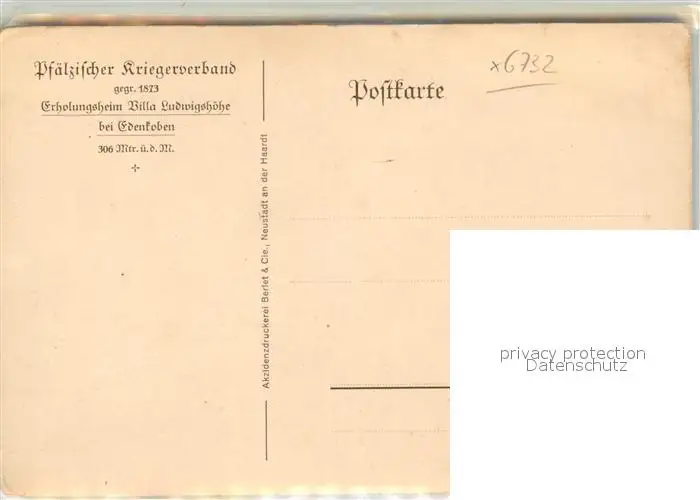 Pfälzischer Kriegerverband
gegr. 1873
Erholungsheim Villa Ludwigshöhe
bei Edenkoben
306 Mtr. ü. d. M.
Akzidenzdruckerei Berlet & Cie., Neustadt an der Haardt
Postkarte
x6732
privacy protection
Datenschutz